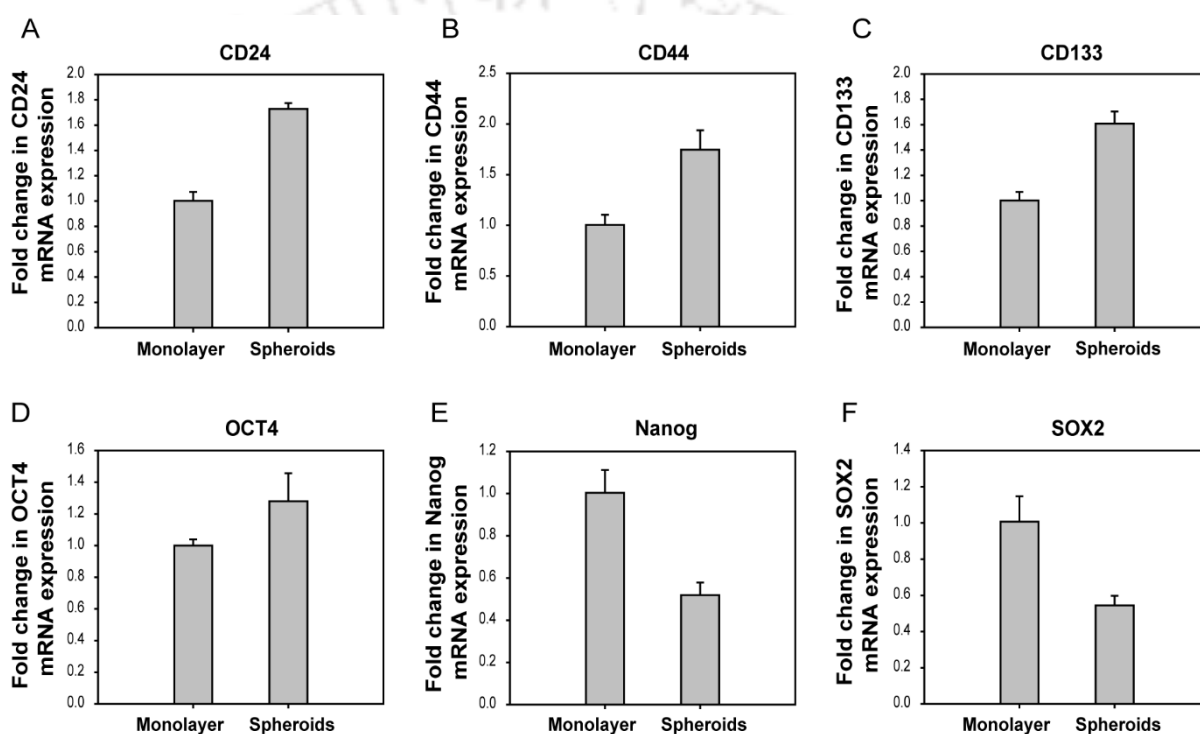 A
CD24
Fold change in CD24
mRNA expression
2.0
1.8
1.6
1.4
1.2
1.0
0.8
0.6
0.4
0.2
0.0
Monolayer Spheroids
B
CD44
Fold change in CD44
mRNA expression
2.5
2.0
1.5
1.0
0.5
0.0
Monolayer Spheroids
C
CD133
Fold change in CD133
mRNA expression
2.0
1.8
1.6
1.4
1.2
1.0
0.8
0.6
0.4
0.2
0.0
Monolayer Spheroids
D
OCT4
Fold change in OCT4
mRNA expression
1.6
1.4
1.2
1.0
0.8
0.6
0.4
0.2
0.0
Monolayer Spheroids
E
Nanog
Fold change in Nanog
mRNA expression
1.2
1.0
0.8
0.6
0.4
0.2
0.0
Monolayer Spheroids
F
SOX2
Fold change in SOX2
mRNA expression
1.4
1.2
1.0
0.8
0.6
0.4
0.2
0.0
Monolayer Spheroids